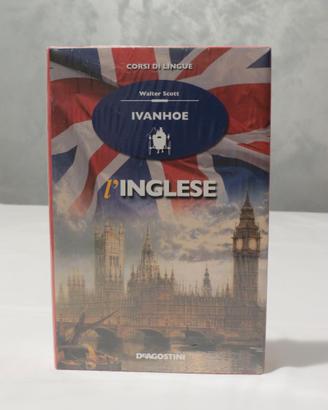 CORSI DI LINGUE
Walter Scott
IVANHOE
l'INGLESE
DEAGOSTINI